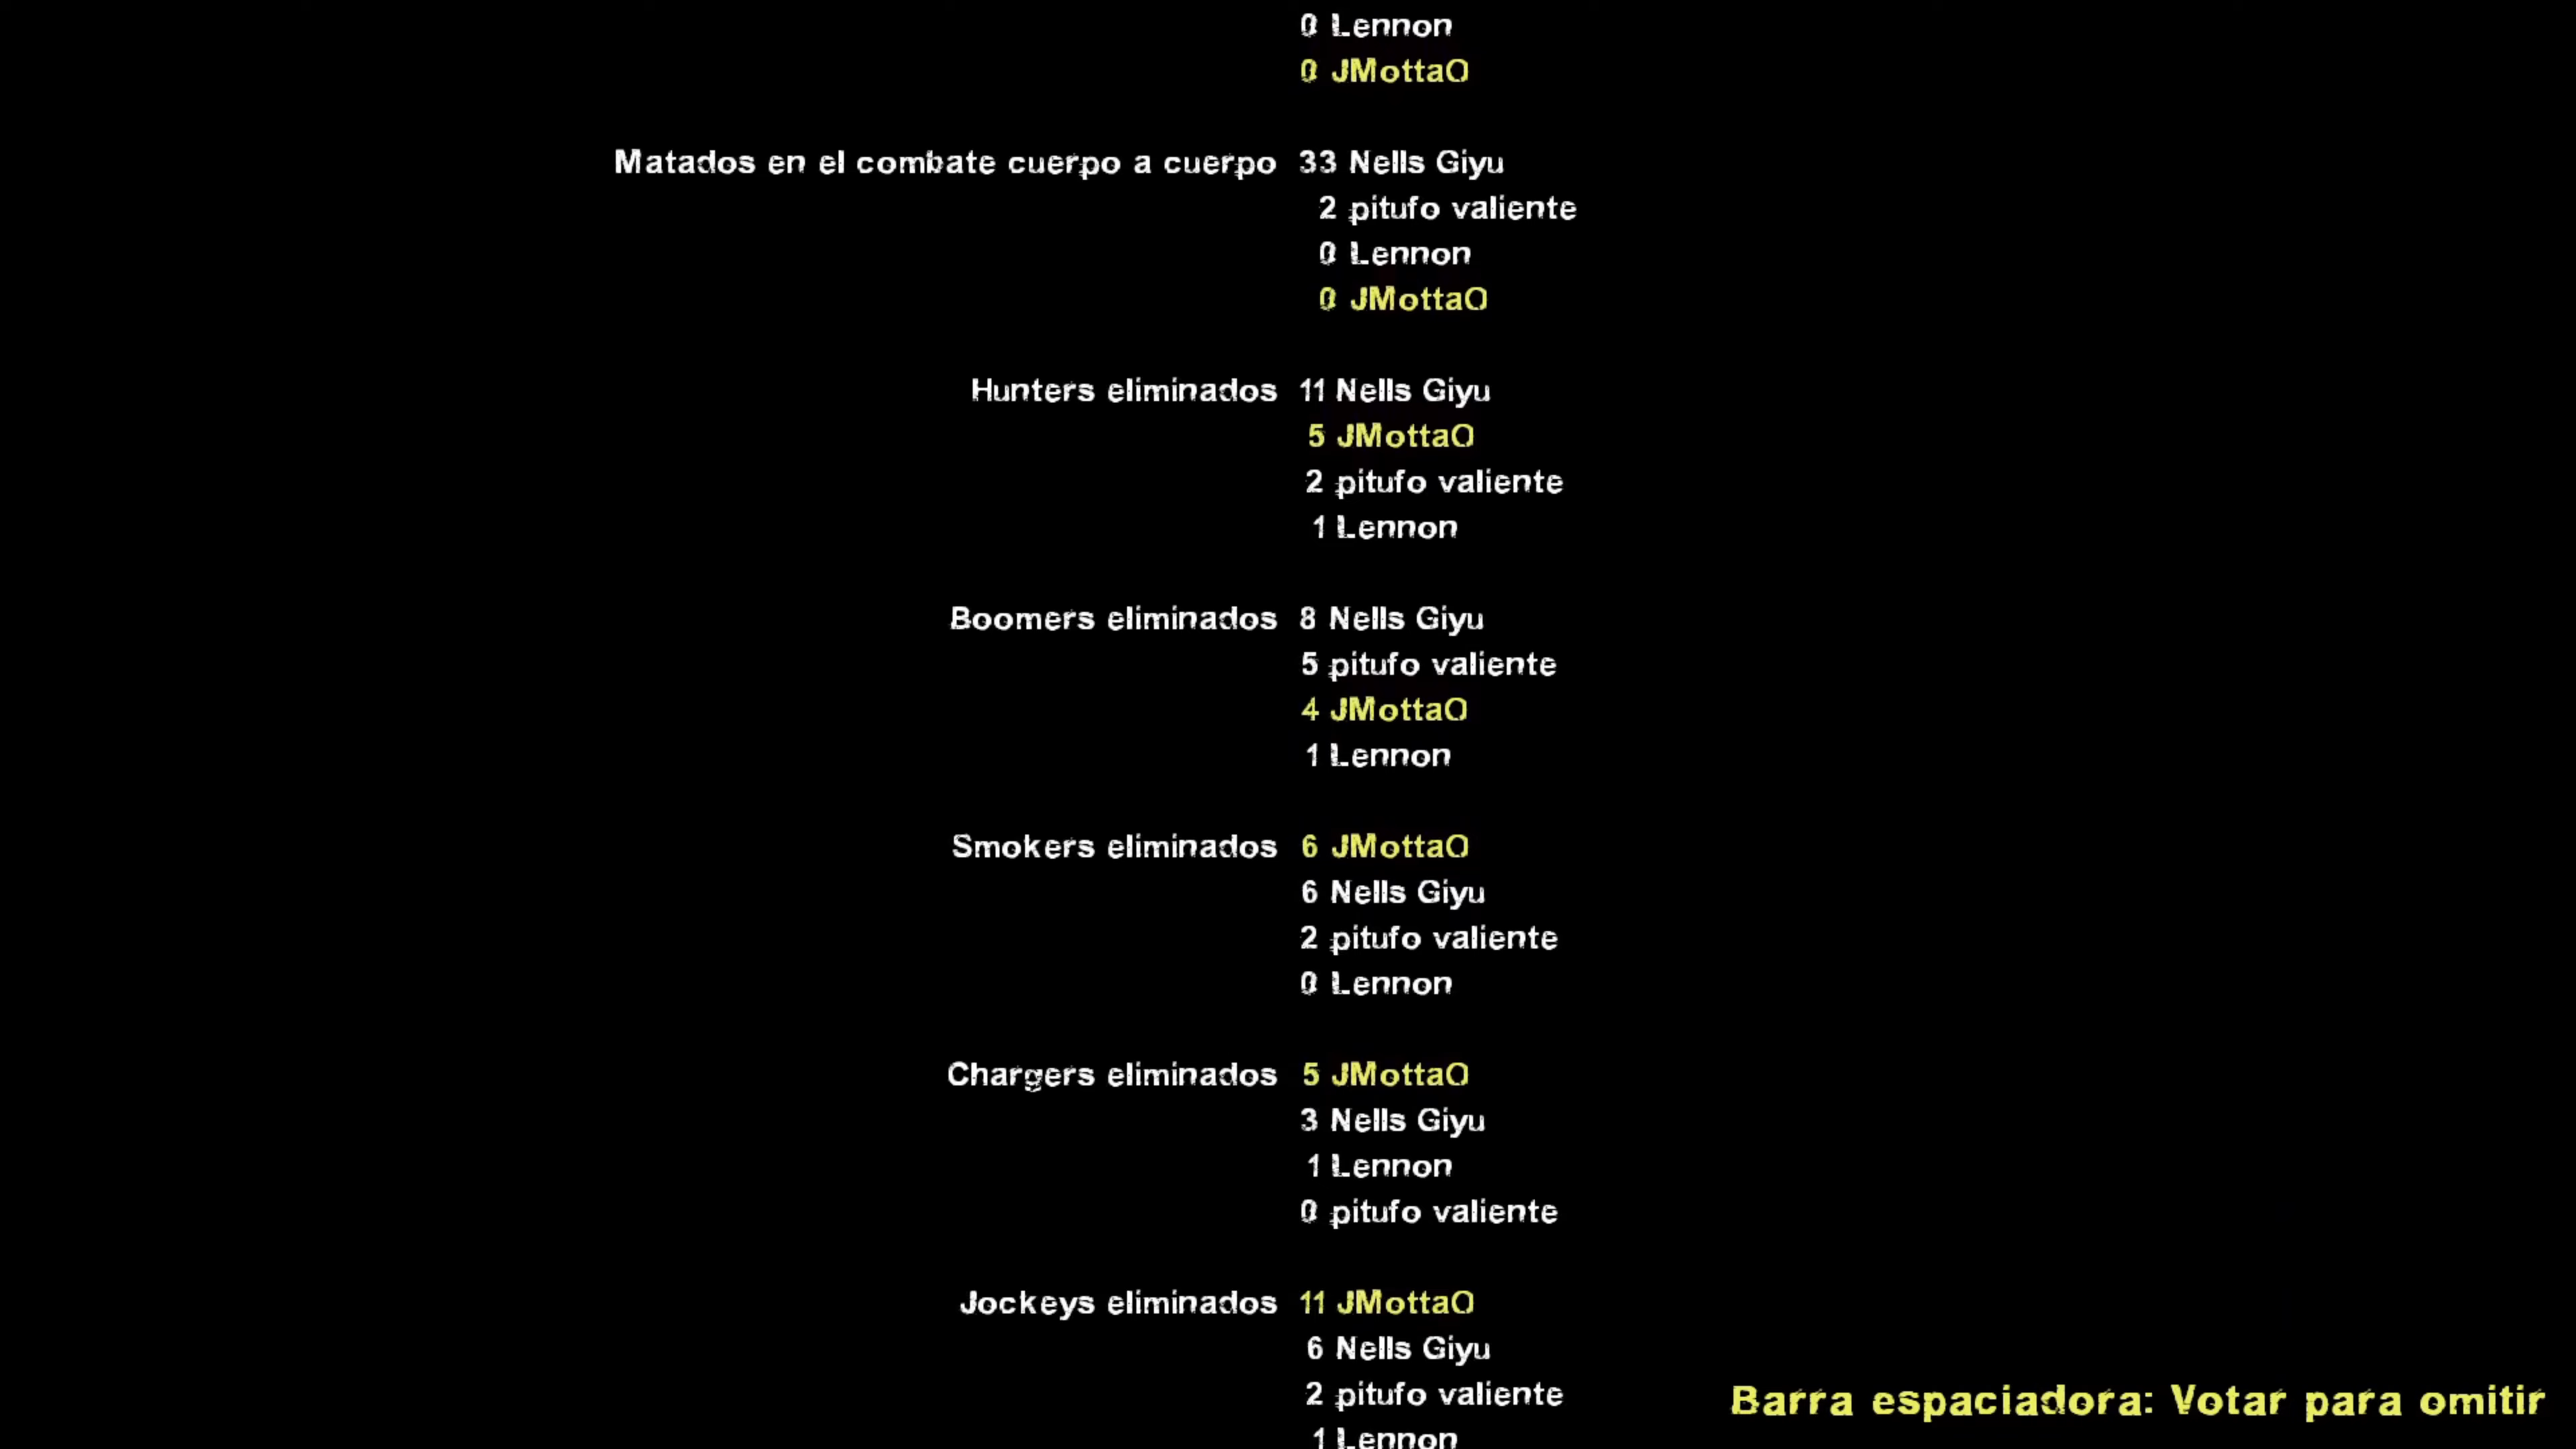 0 Lennon
0 JMottaO
Matados en el combate cuerpo a cuerpo 33 Nells Giyu
2 pitufo valiente
0 Lennon
0 JMottaO
Hunters eliminados 11 Nells Giyu
5 JMottaO
2 pitufo valiente
1 Lennon
Boomers eliminados 8 Nells Giyu
5 pitufo valiente
4 JMottaO
1 Lennon
Smokers eliminados 6 JMottaO
6 Nells Giyu
2 pitufo valiente
0 Lennon
Chargers eliminados 5 JMottaO
3 Nells Giyu
1 Lennon
0 pitufo valiente
Jockeys eliminados 11 JMottaO
6 Nells Giyu
2 pitufo valiente
1 Lennon
Barra espaciadora: Votar para omitir